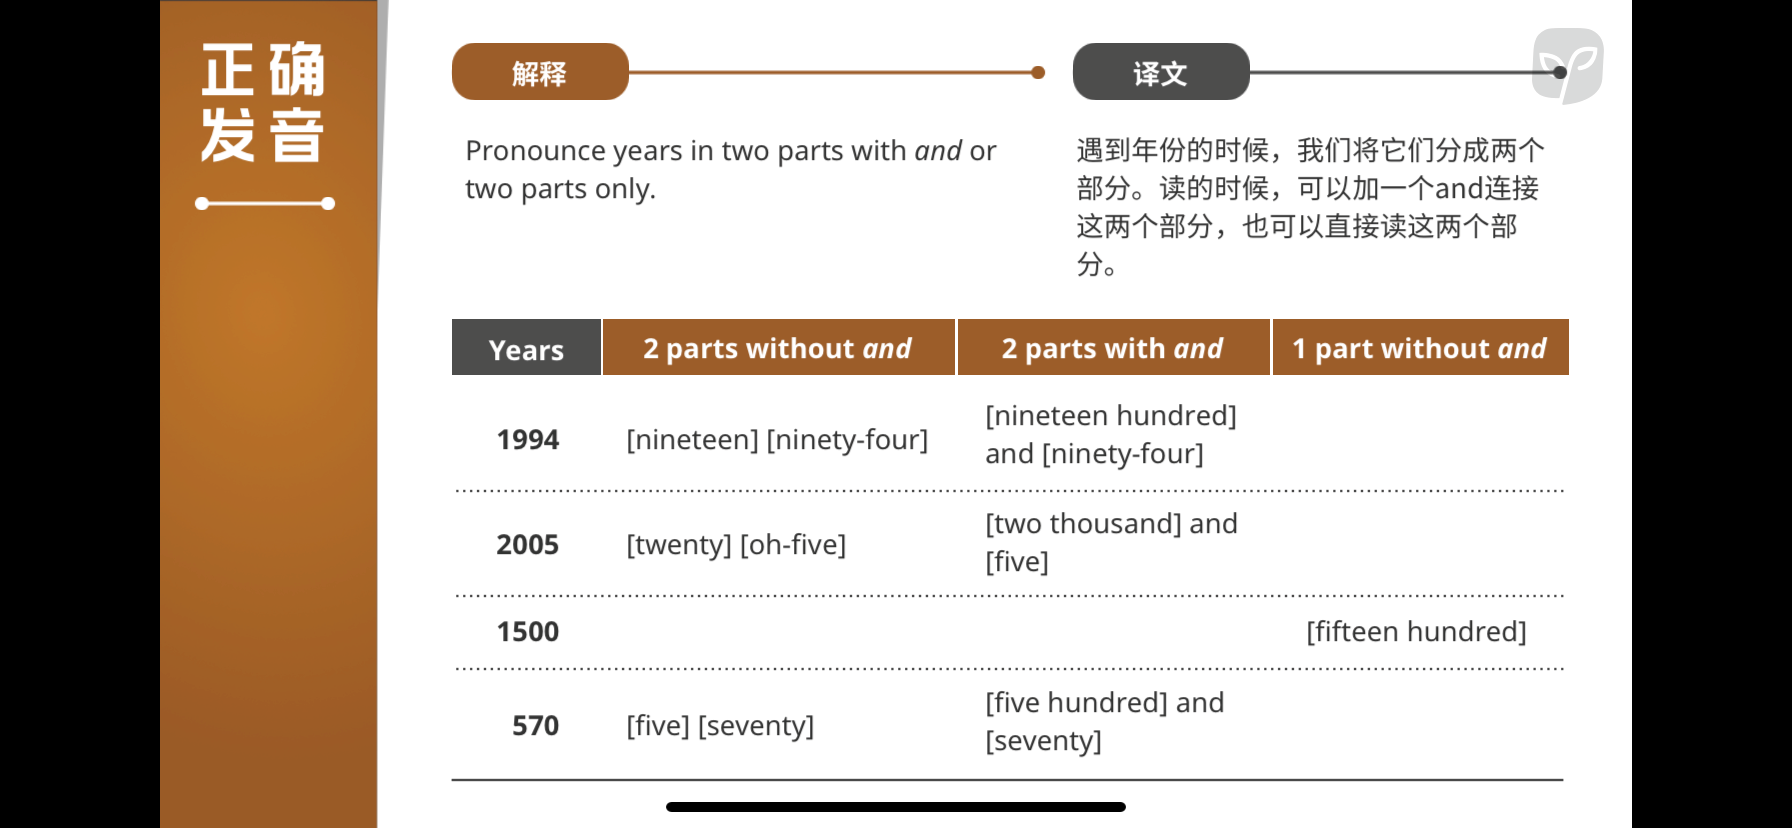 正确
发音
解释
Pronounce years in two parts with and or
two parts only.
译文
遇到年份的时候，我们将它们分成两个
部分。读的时候，可以加一个and连接
这两个部分，也可以直接读这两个部
分。
Years 2 parts without and 2 parts with and 1 part without and
1994 [nineteen] [ninety-four] [nineteen hundred]
and [ninety-four]
2005 [twenty] [oh-five] [two thousand] and
[five]
1500 [fifteen hundred]
570 [five] [seventy] [five hundred] and
[seventy]